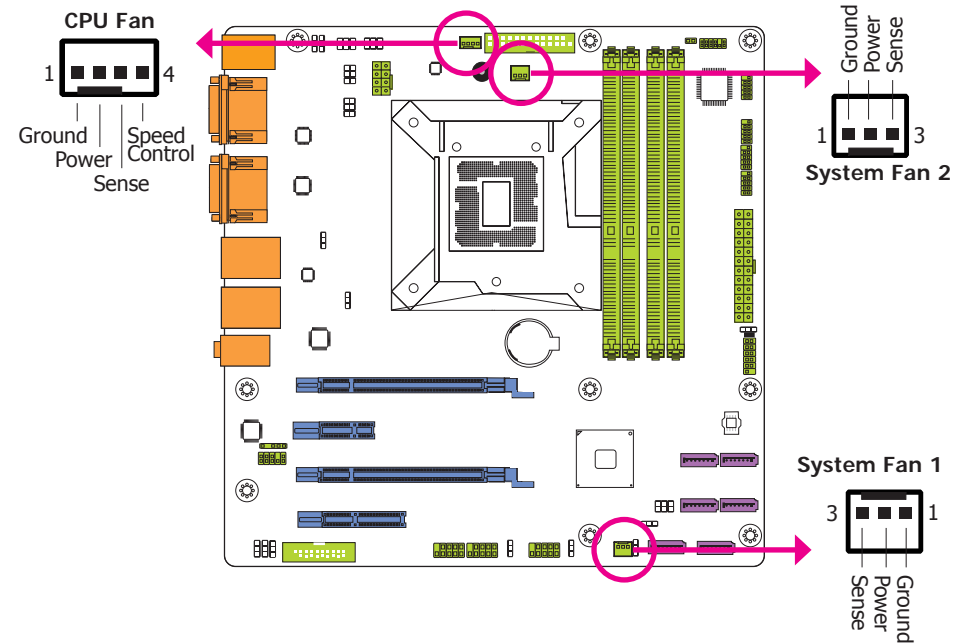 CPU Fan
1 4
Ground
Power
Sense
Speed
Control
Ground
Power
Sense
1 3
System Fan 2
System Fan 1
3 1
Sense
Power
Ground